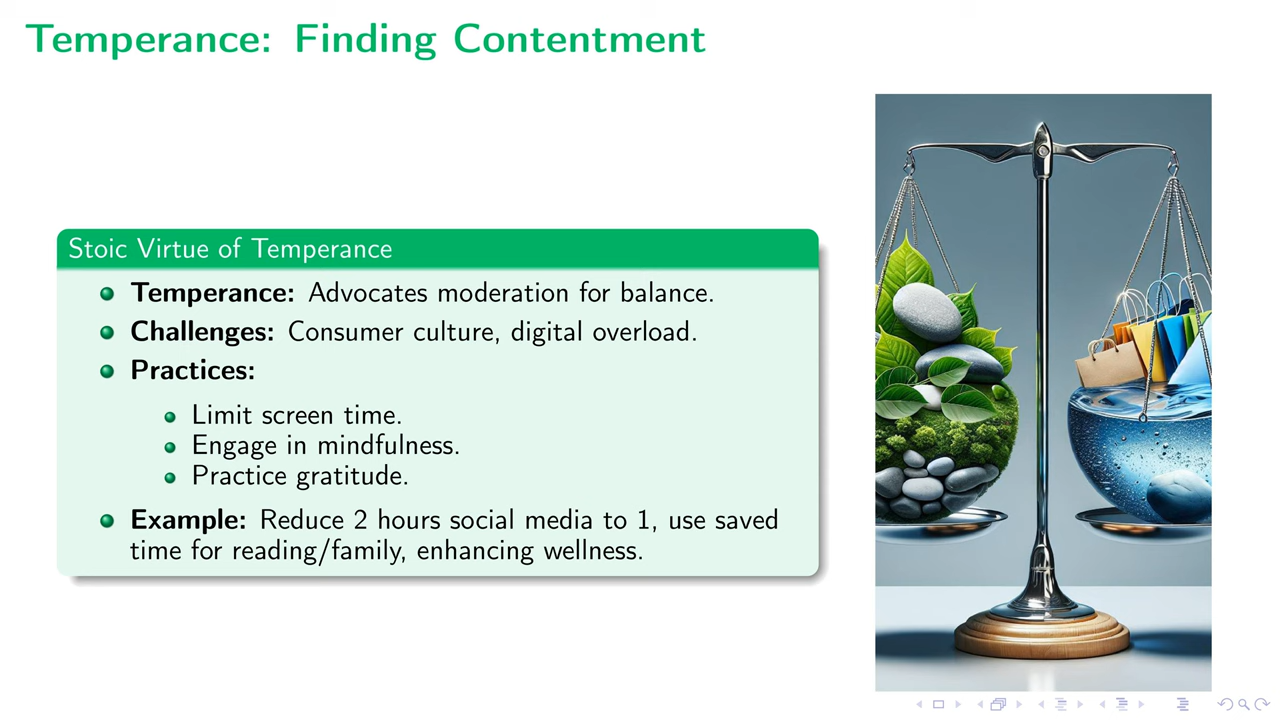 Temperance: Finding Contentment
Stoic Virtue of Temperance
Temperance: Advocates moderation for balance.
Challenges: Consumer culture, digital overload.
Practices:
Limit screen time.
Engage in mindfulness.
Practice gratitude.
Example: Reduce 2 hours social media to 1, use saved
time for reading/family, enhancing wellness.